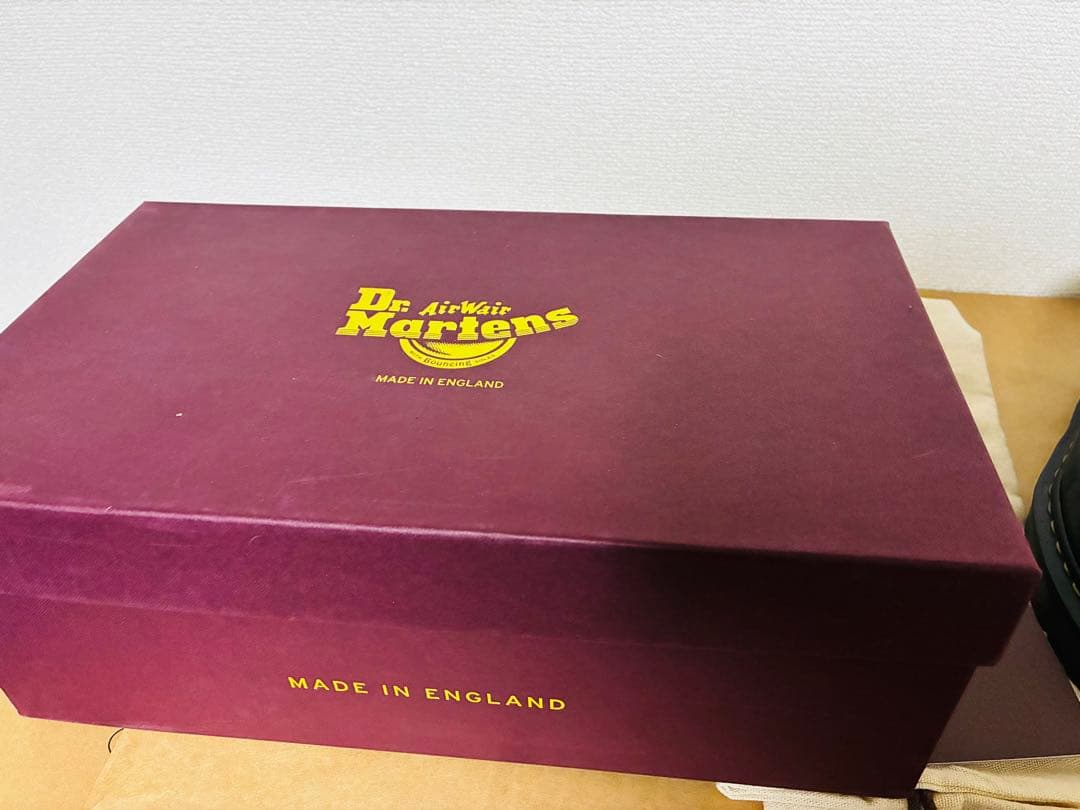 Dr. AirWair
Martens
WITH Bouncing SOLES
MADE IN ENGLAND
MADE IN ENGLAND